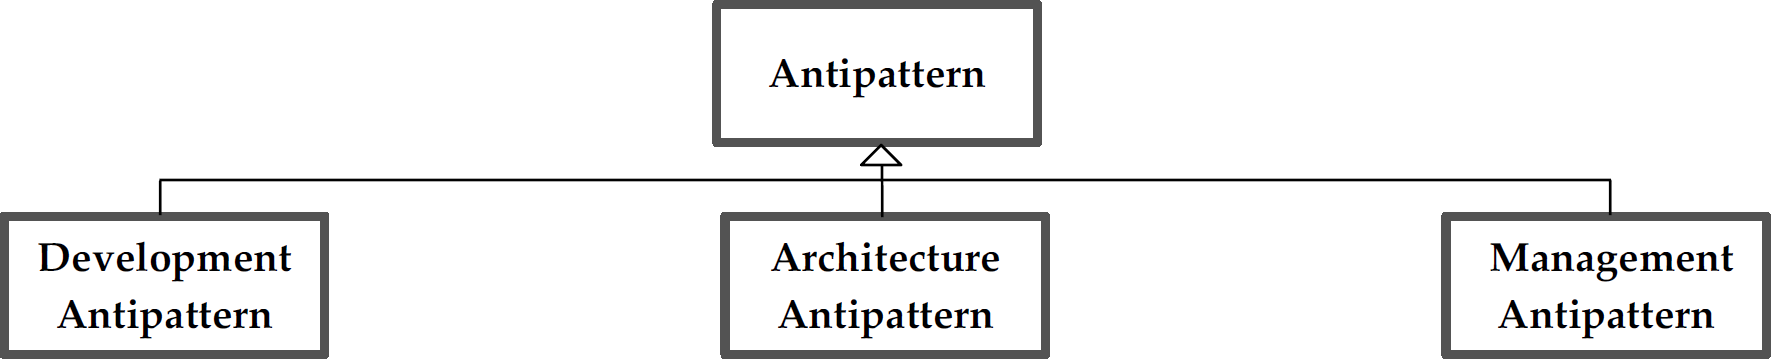 Antipattern
Development
Antipattern
Architecture
Antipattern
Management
Antipattern